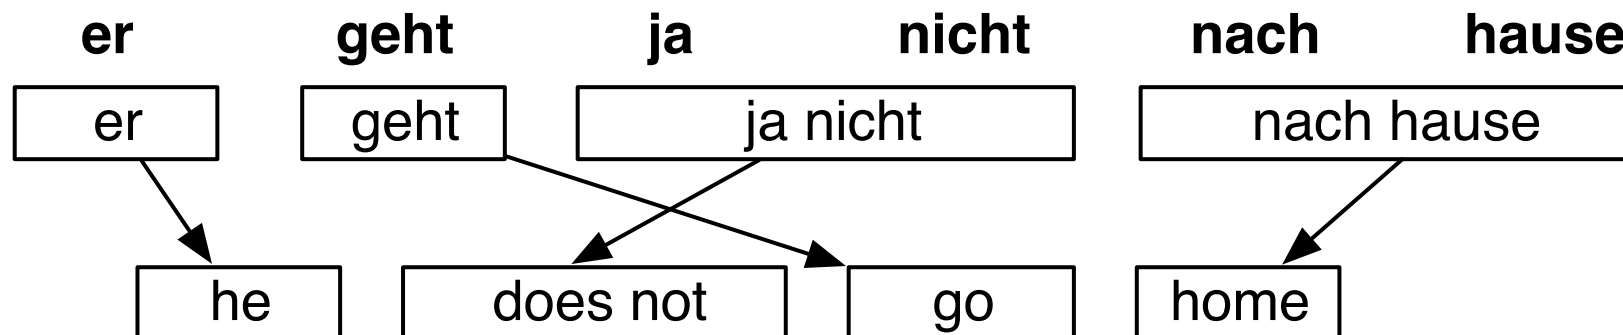 er geht ja nicht nach hause
er geht ja nicht nach hause
he does not go home